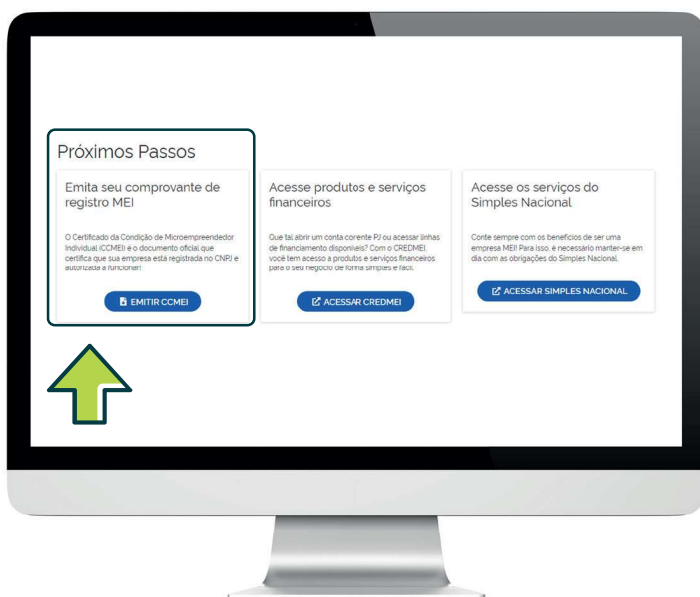 Próximos Passos
Emita seu comprovante de
registro MEI
O Certificado da Condição de Microempreendedor
Individual (CCMEI) é o documento oficial que
certifica que sua empresa está registrada no CNPJ e
autorizada a funcionar!
EMITIR CCMEI
Acesse produtos e serviços
financeiros
Que tal abrir um conta corrente PJ ou acessar linhas
de financiamento disponíveis? Com o CREDMEI,
você tem acesso a produtos e serviços financeiros
para o seu negócio de forma simples e fácil.
ACESSAR CREDMEI
Acesse os serviços do
Simples Nacional
Conte sempre com os benefícios de ser uma
empresa MEI! Para isso, é necessário manter-se em
dia com as obrigações do Simples Nacional.
ACESSAR SIMPLES NACIONAL